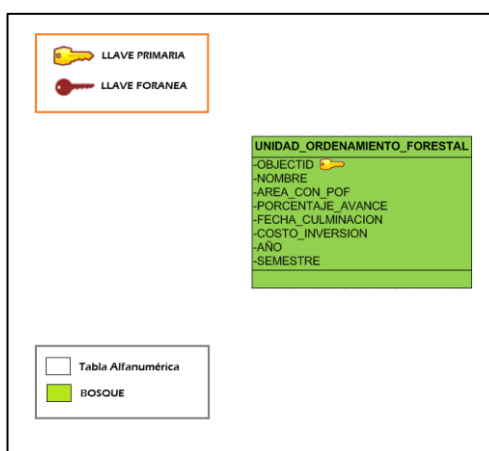 LLAVE PRIMARIA
LLAVE FORANEA
UNIDAD_ORDENAMIENTO_FORESTAL
-OBJECTID
-NOMBRE
-AREA_CON_POF
-PORCENTAJE_AVANCE
-FECHA_CULMINACION
-COSTO_INVERSION
-AÑO
-SEMESTRE
Tabla Alfanumérica
BOSQUE